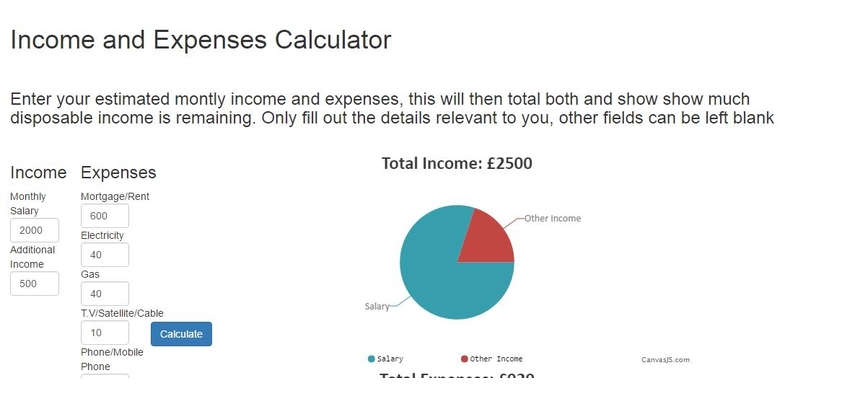 Income and Expenses Calculator
Enter your estimated montly income and expenses, this will then total both and show show much
disposable income is remaining. Only fill out the details relevant to you, other fields can be left blank
Income
Monthly
Salary
2000
Additional
Income
500
Expenses
Mortgage/Rent
600
Electricity
40
Gas
40
T.V/Satellite/Cable
10
Phone/Mobile
Phone
Calculate
Total Income: £2500
Other Income
Salary
Salary
Other Income
CanvasJS.com
Total Expenses: